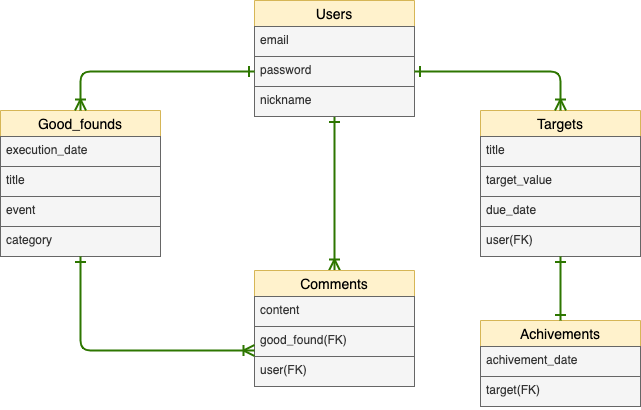 Users
email
password
nickname
Good_founds
execution_date
title
event
category
Targets
title
target_value
due_date
user(FK)
Comments
content
good_found(FK)
user(FK)
Achivements
achivement_date
target(FK)